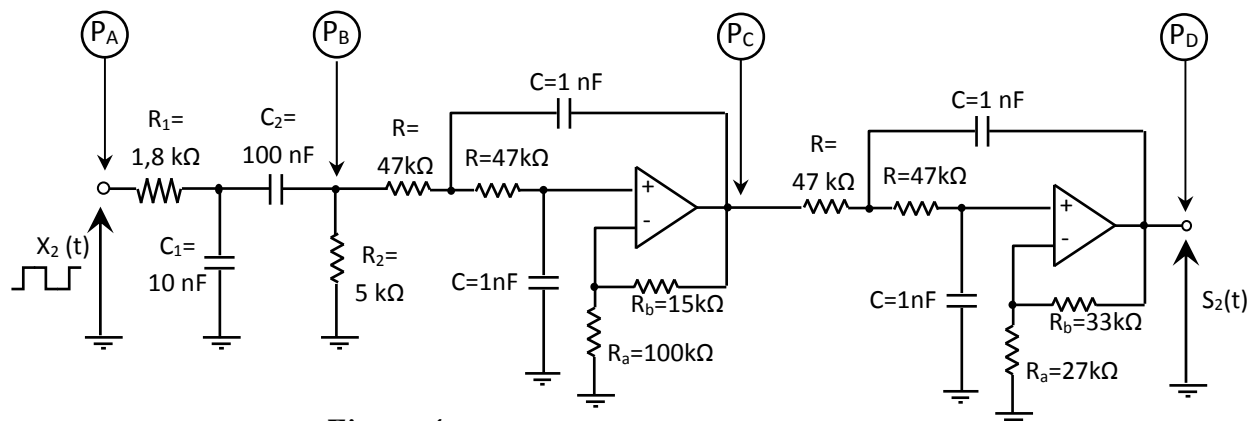 PA
PB
PC
PD
R1=
1,8 kΩ
C2=
100 nF
R=
47kΩ
R=47kΩ
C=1 nF
R=
47 kΩ
R=47kΩ
C=1 nF
+
-
+
-
X2 (t)
C1=
10 nF
R2=
5 kΩ
C=1nF
Rb=15kΩ
Ra=100kΩ
C=1nF
Rb=33kΩ
Ra=27kΩ
S2(t)